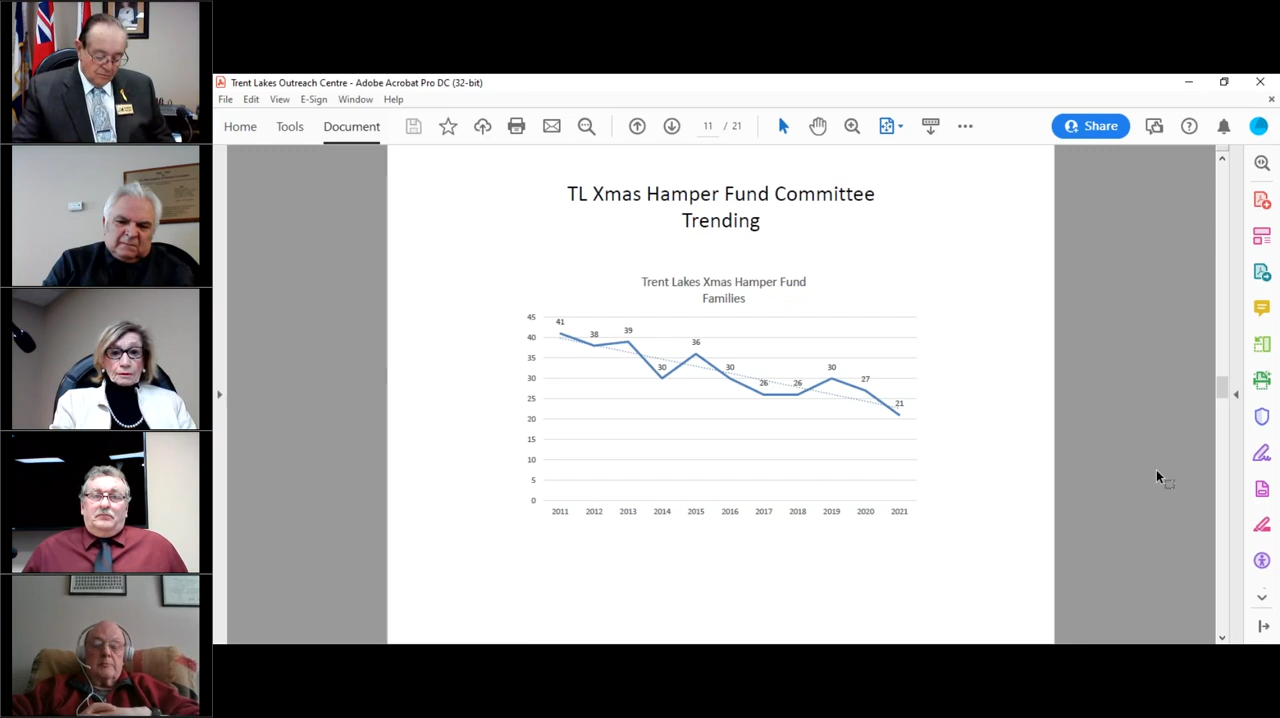 Trent Lakes Outreach Centre - Adobe Acrobat Pro DC (32-bit)
File Edit View E-Sign Window Help
Home Tools Document 11 / 21 Share
TL Xmas Hamper Fund Committee
Trending
Trent Lakes Xmas Hamper Fund
Families
45
40
35
30
25
20
15
10
5
0
41 38 39 30 36 30 26 26 30 27 21
2011 2012 2013 2014 2015 2016 2017 2018 2019 2020 2021